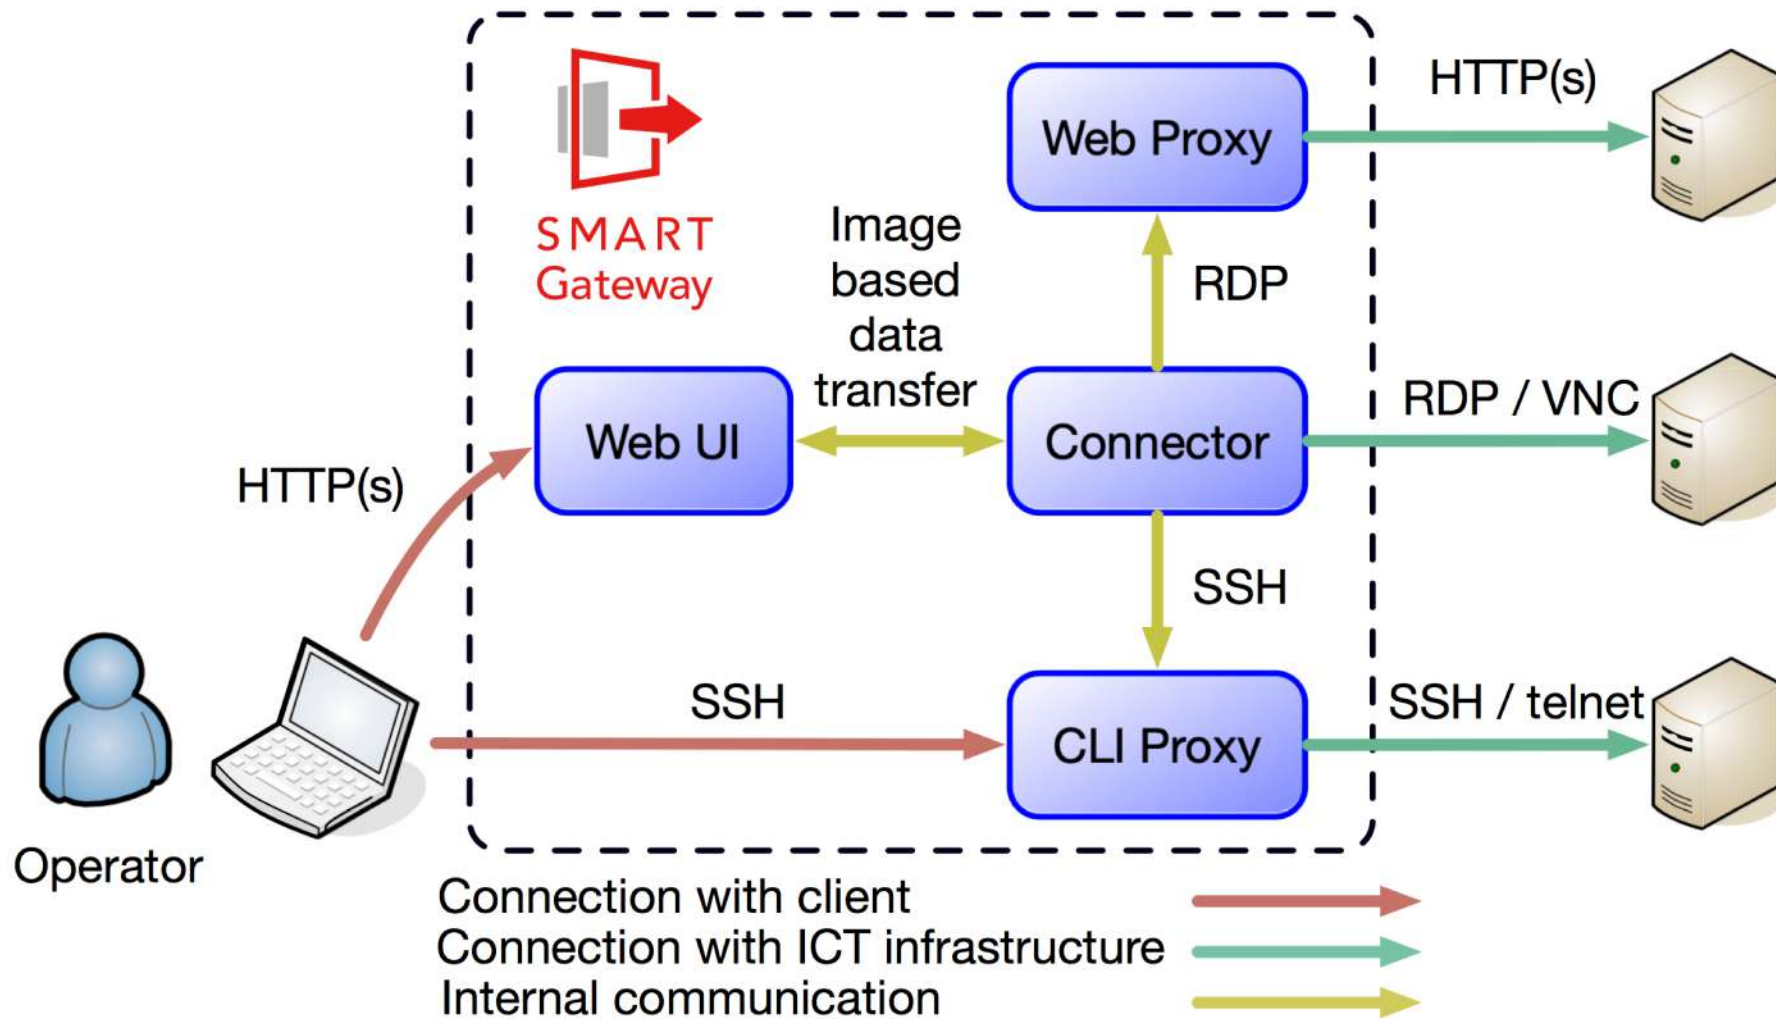 HTTP(s)
Web Proxy
SMART
Gateway
Image
based
data
transfer
RDP
RDP / VNC
Web UI
Connector
HTTP(s)
SSH
SSH
SSH / telnet
CLI Proxy
Operator
Connection with client
Connection with ICT infrastructure
Internal communication